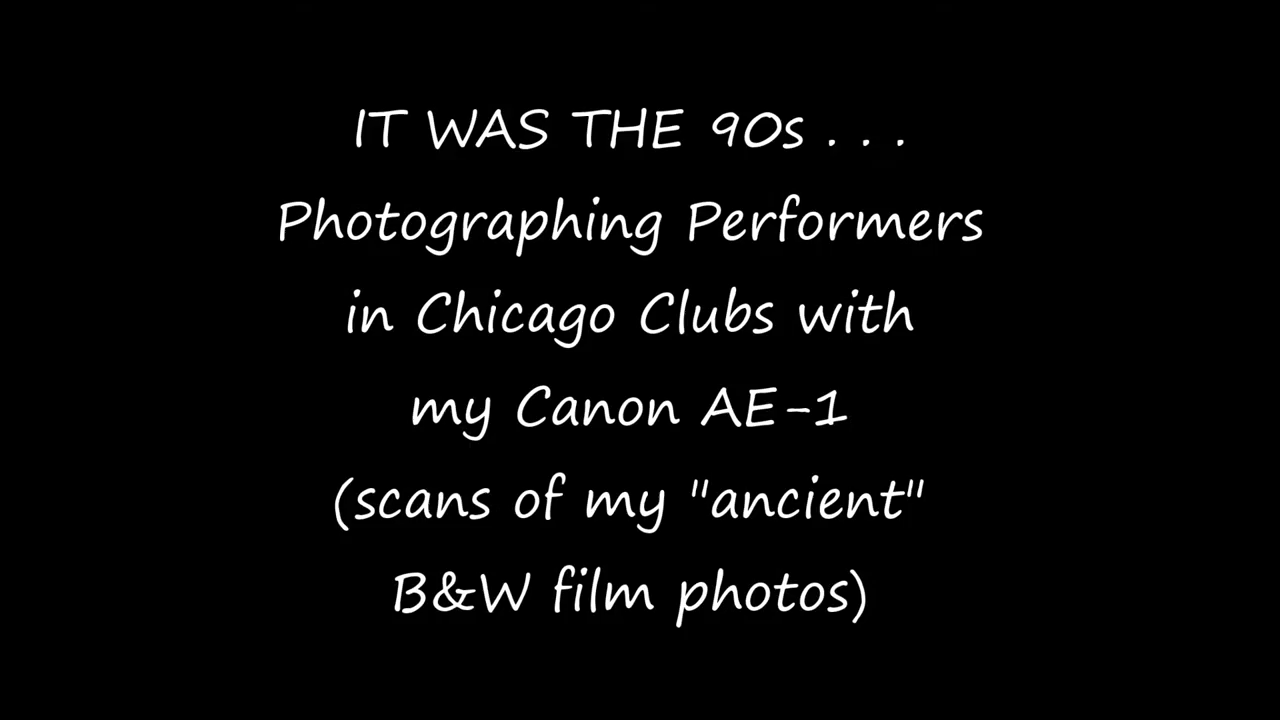 IT WAS THE 90s . . .
Photographing Performers
in Chicago Clubs with
my Canon AE-1
(scans of my "ancient"
B&W film photos)